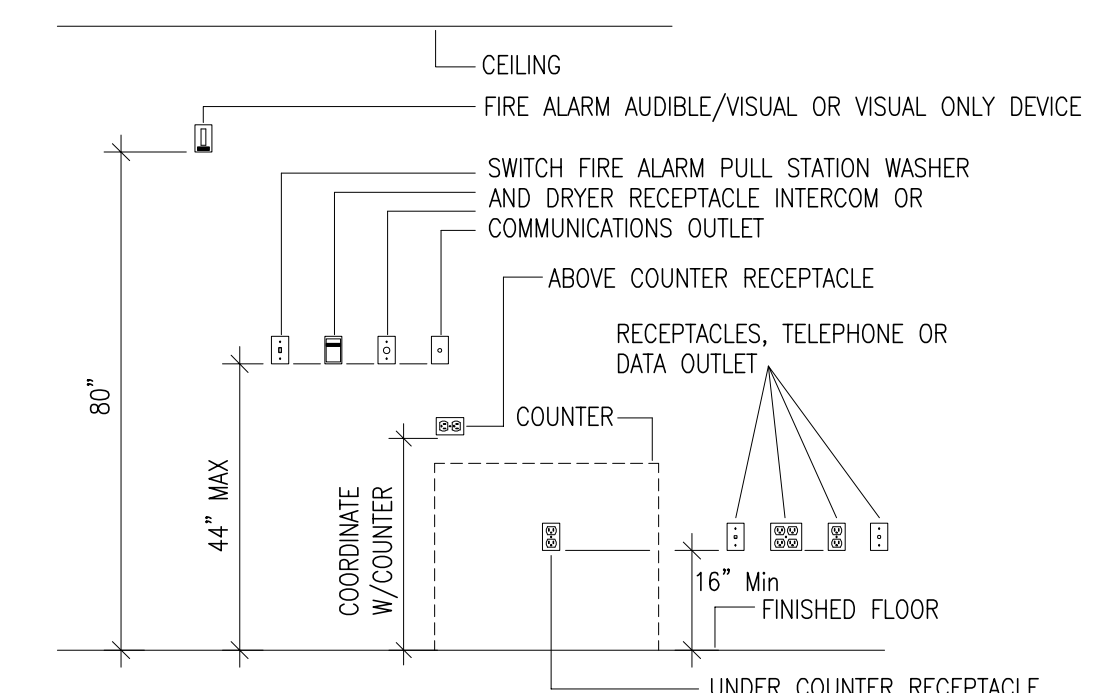 CEILING
FIRE ALARM AUDIBLE/VISUAL OR VISUAL ONLY DEVICE
SWITCH FIRE ALARM PULL STATION WASHER
AND DRYER RECEPTACLE INTERCOM OR
COMMUNICATIONS OUTLET
ABOVE COUNTER RECEPTACLE
RECEPTACLES, TELEPHONE OR
DATA OUTLET
COUNTER
80"
44" MAX
COORDINATE
W/COUNTER
16" Min
FINISHED FLOOR
UNDER COUNTER RECEPTACLE